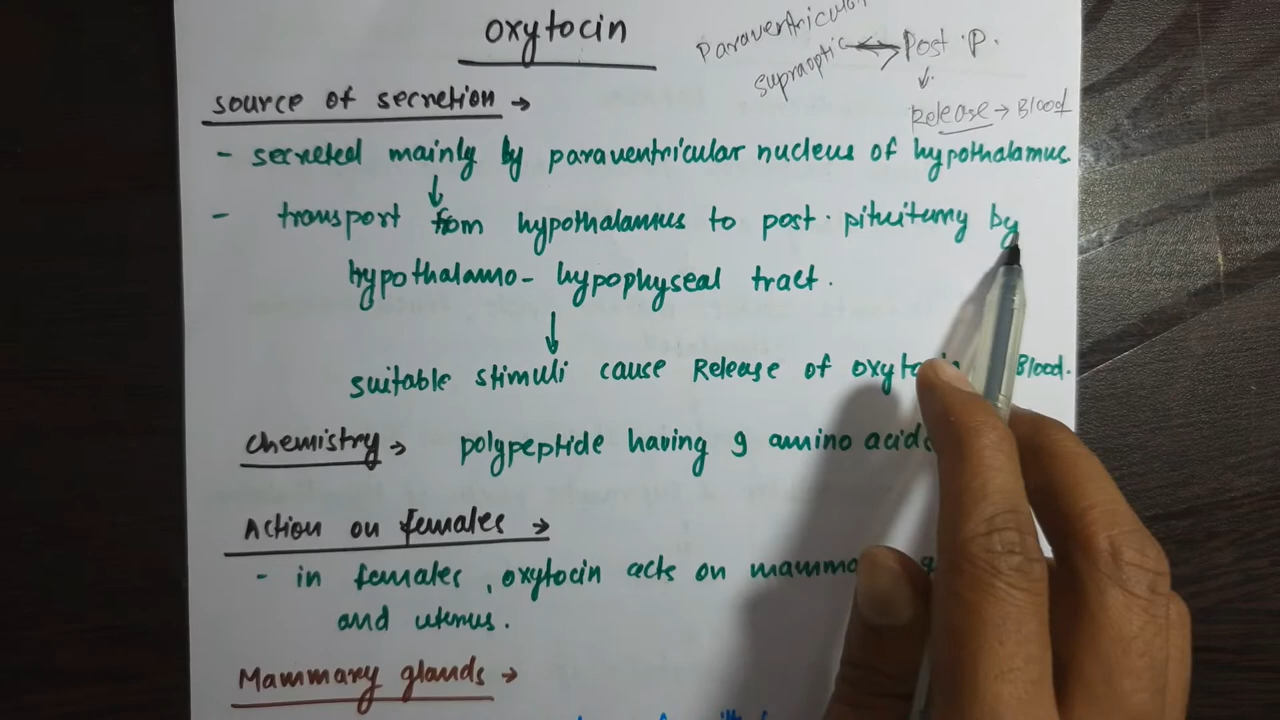 oxytocin
Paraventricular
supraoptic ↔ Post .P.
↓
Release → Blood
source of secretion →
- secreted mainly by paraventricular nucleus of hypothalamus.
↓
- transport from hypothalamus to post. pituitary by
hypothalamo - hypophyseal tract.
↓
suitable stimuli cause Release of oxyto Blood.
chemistry → polypeptide having 9 amino acids
Action on females →
- in females, oxytocin acts on mammo
and uterus.
Mammary glands →